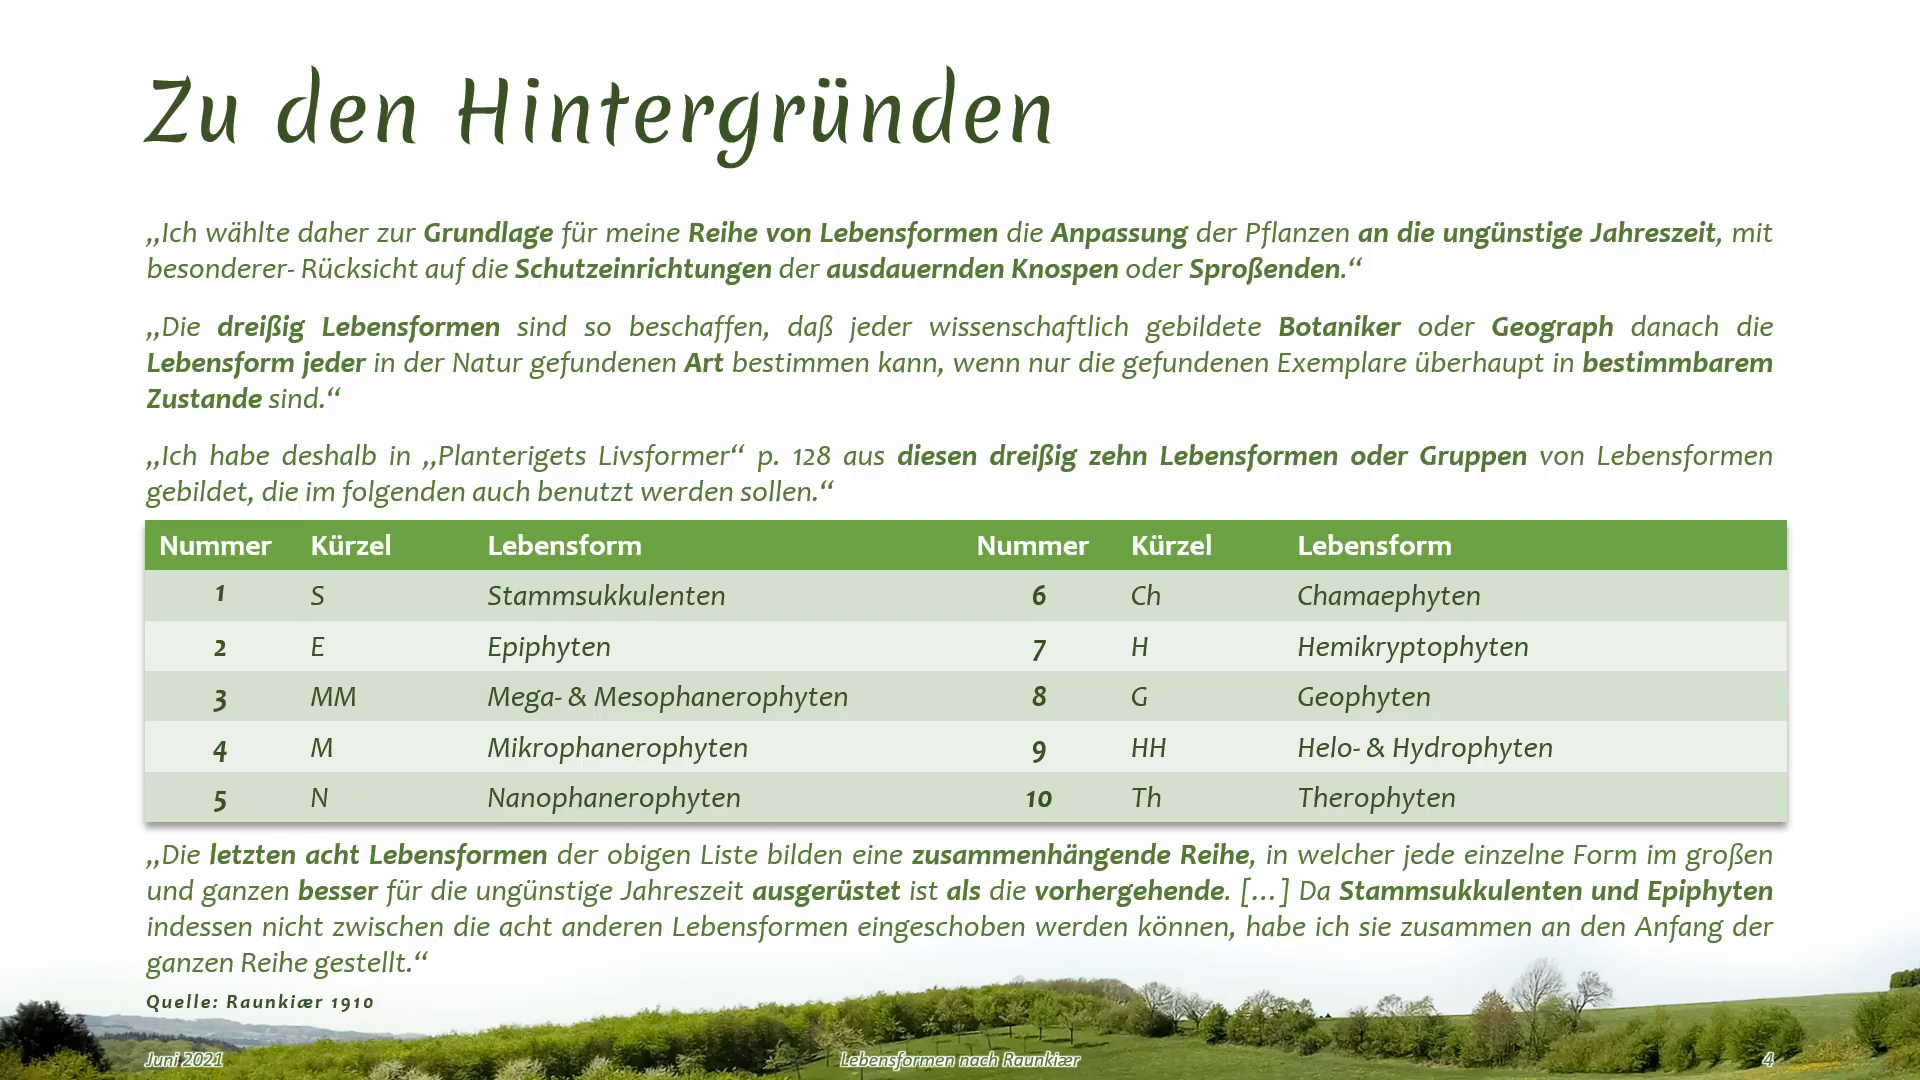 Zu den Hintergründen
„Ich wählte daher zur Grundlage für meine Reihe von Lebensformen die Anpassung der Pflanzen an die ungünstige Jahreszeit, mit
besonderer- Rücksicht auf die Schutzeinrichtungen der ausdauernden Knospen oder Sproßenden.“
„Die dreißig Lebensformen sind so beschaffen, daß jeder wissenschaftlich gebildete Botaniker oder Geograph danach die
Lebensform jeder in der Natur gefundenen Art bestimmen kann, wenn nur die gefundenen Exemplare überhaupt in bestimmbarem
Zustande sind.“
„Ich habe deshalb in „Planterigets Livsformer“ p. 128 aus diesen dreißig zehn Lebensformen oder Gruppen von Lebensformen
gebildet, die im folgenden auch benutzt werden sollen.“
Nummer Kürzel Lebensform Nummer Kürzel Lebensform
1 S Stammsukkulenten 6 Ch Chamaephyten
2 E Epiphyten 7 H Hemikryptophyten
3 MM Mega- & Mesophanerophyten 8 G Geophyten
4 M Mikrophanerophyten 9 HH Helo- & Hydrophyten
5 N Nanophanerophyten 10 Th Therophyten
„Die letzten acht Lebensformen der obigen Liste bilden eine zusammenhängende Reihe, in welcher jede einzelne Form im großen
und ganzen besser für die ungünstige Jahreszeit ausgerüstet ist als die vorhergehende. […] Da Stammsukkulenten und Epiphyten
indessen nicht zwischen die acht anderen Lebensformen eingeschoben werden können, habe ich sie zusammen an den Anfang der
ganzen Reihe gestellt.“
Quelle: Raunkiær 1910
Juni 2021 Lebensformen nach Raunkiær 4